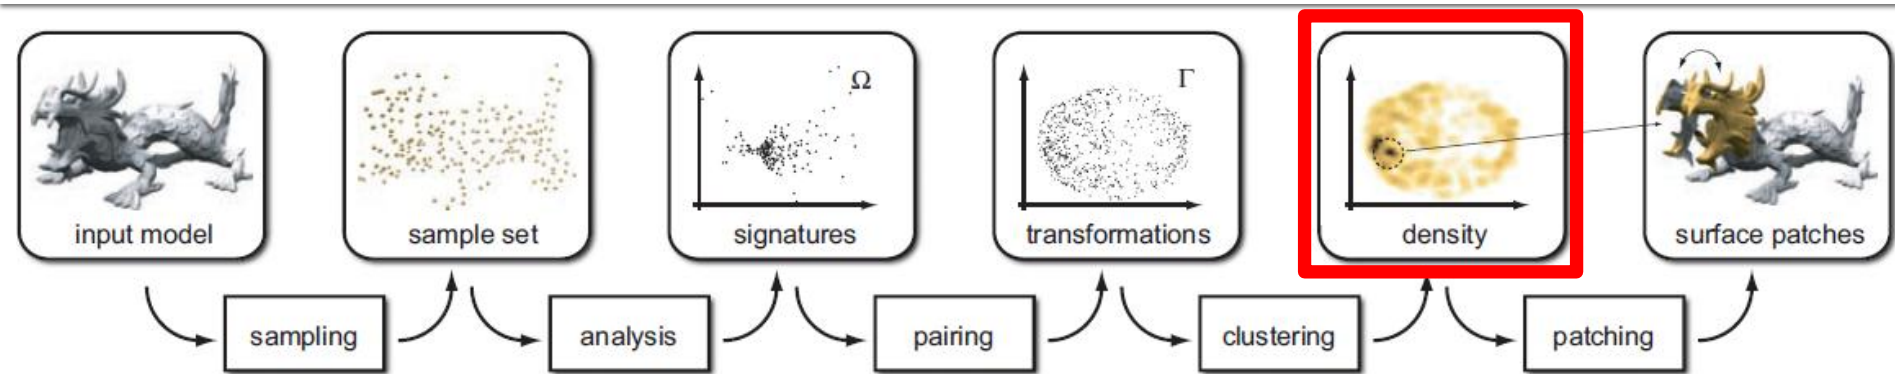 Ω
Γ
input model
sample set
signatures
transformations
density
surface patches
sampling
analysis
pairing
clustering
patching